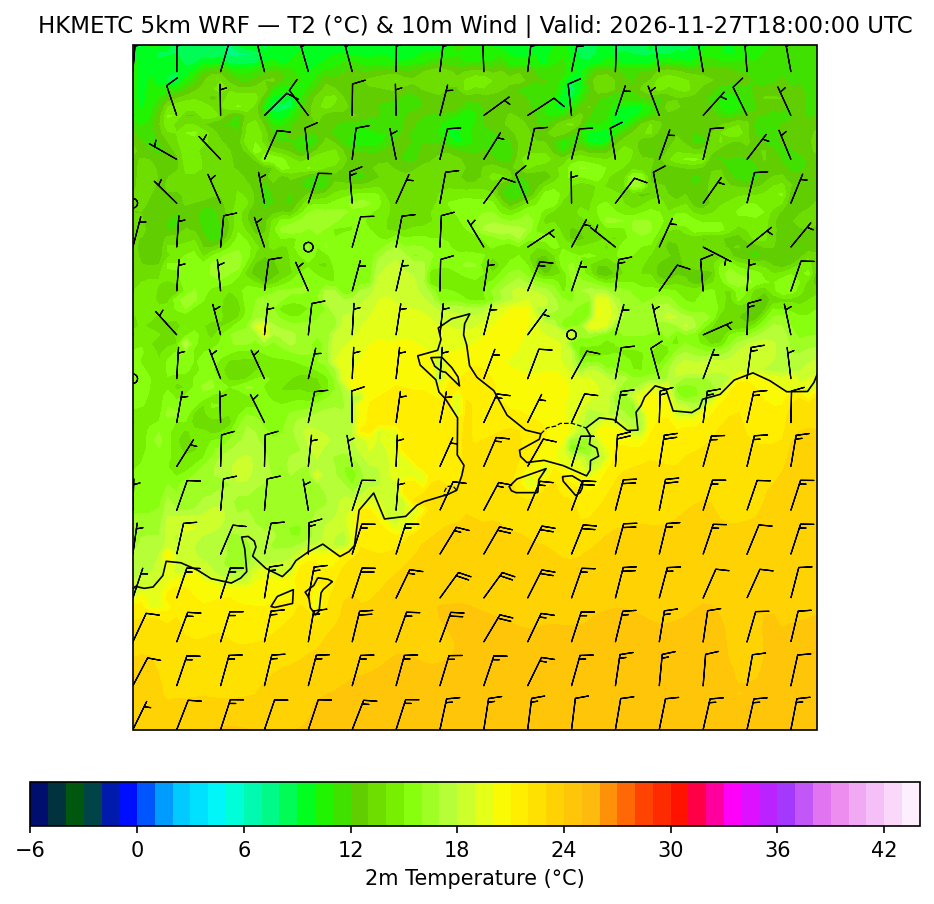 HKMETC 5km WRF — T2 (°C) & 10m Wind | Valid: 2026-11-27T18:00:00 UTC
−6 0 6 12 18 24 30 36 42
2m Temperature (°C)